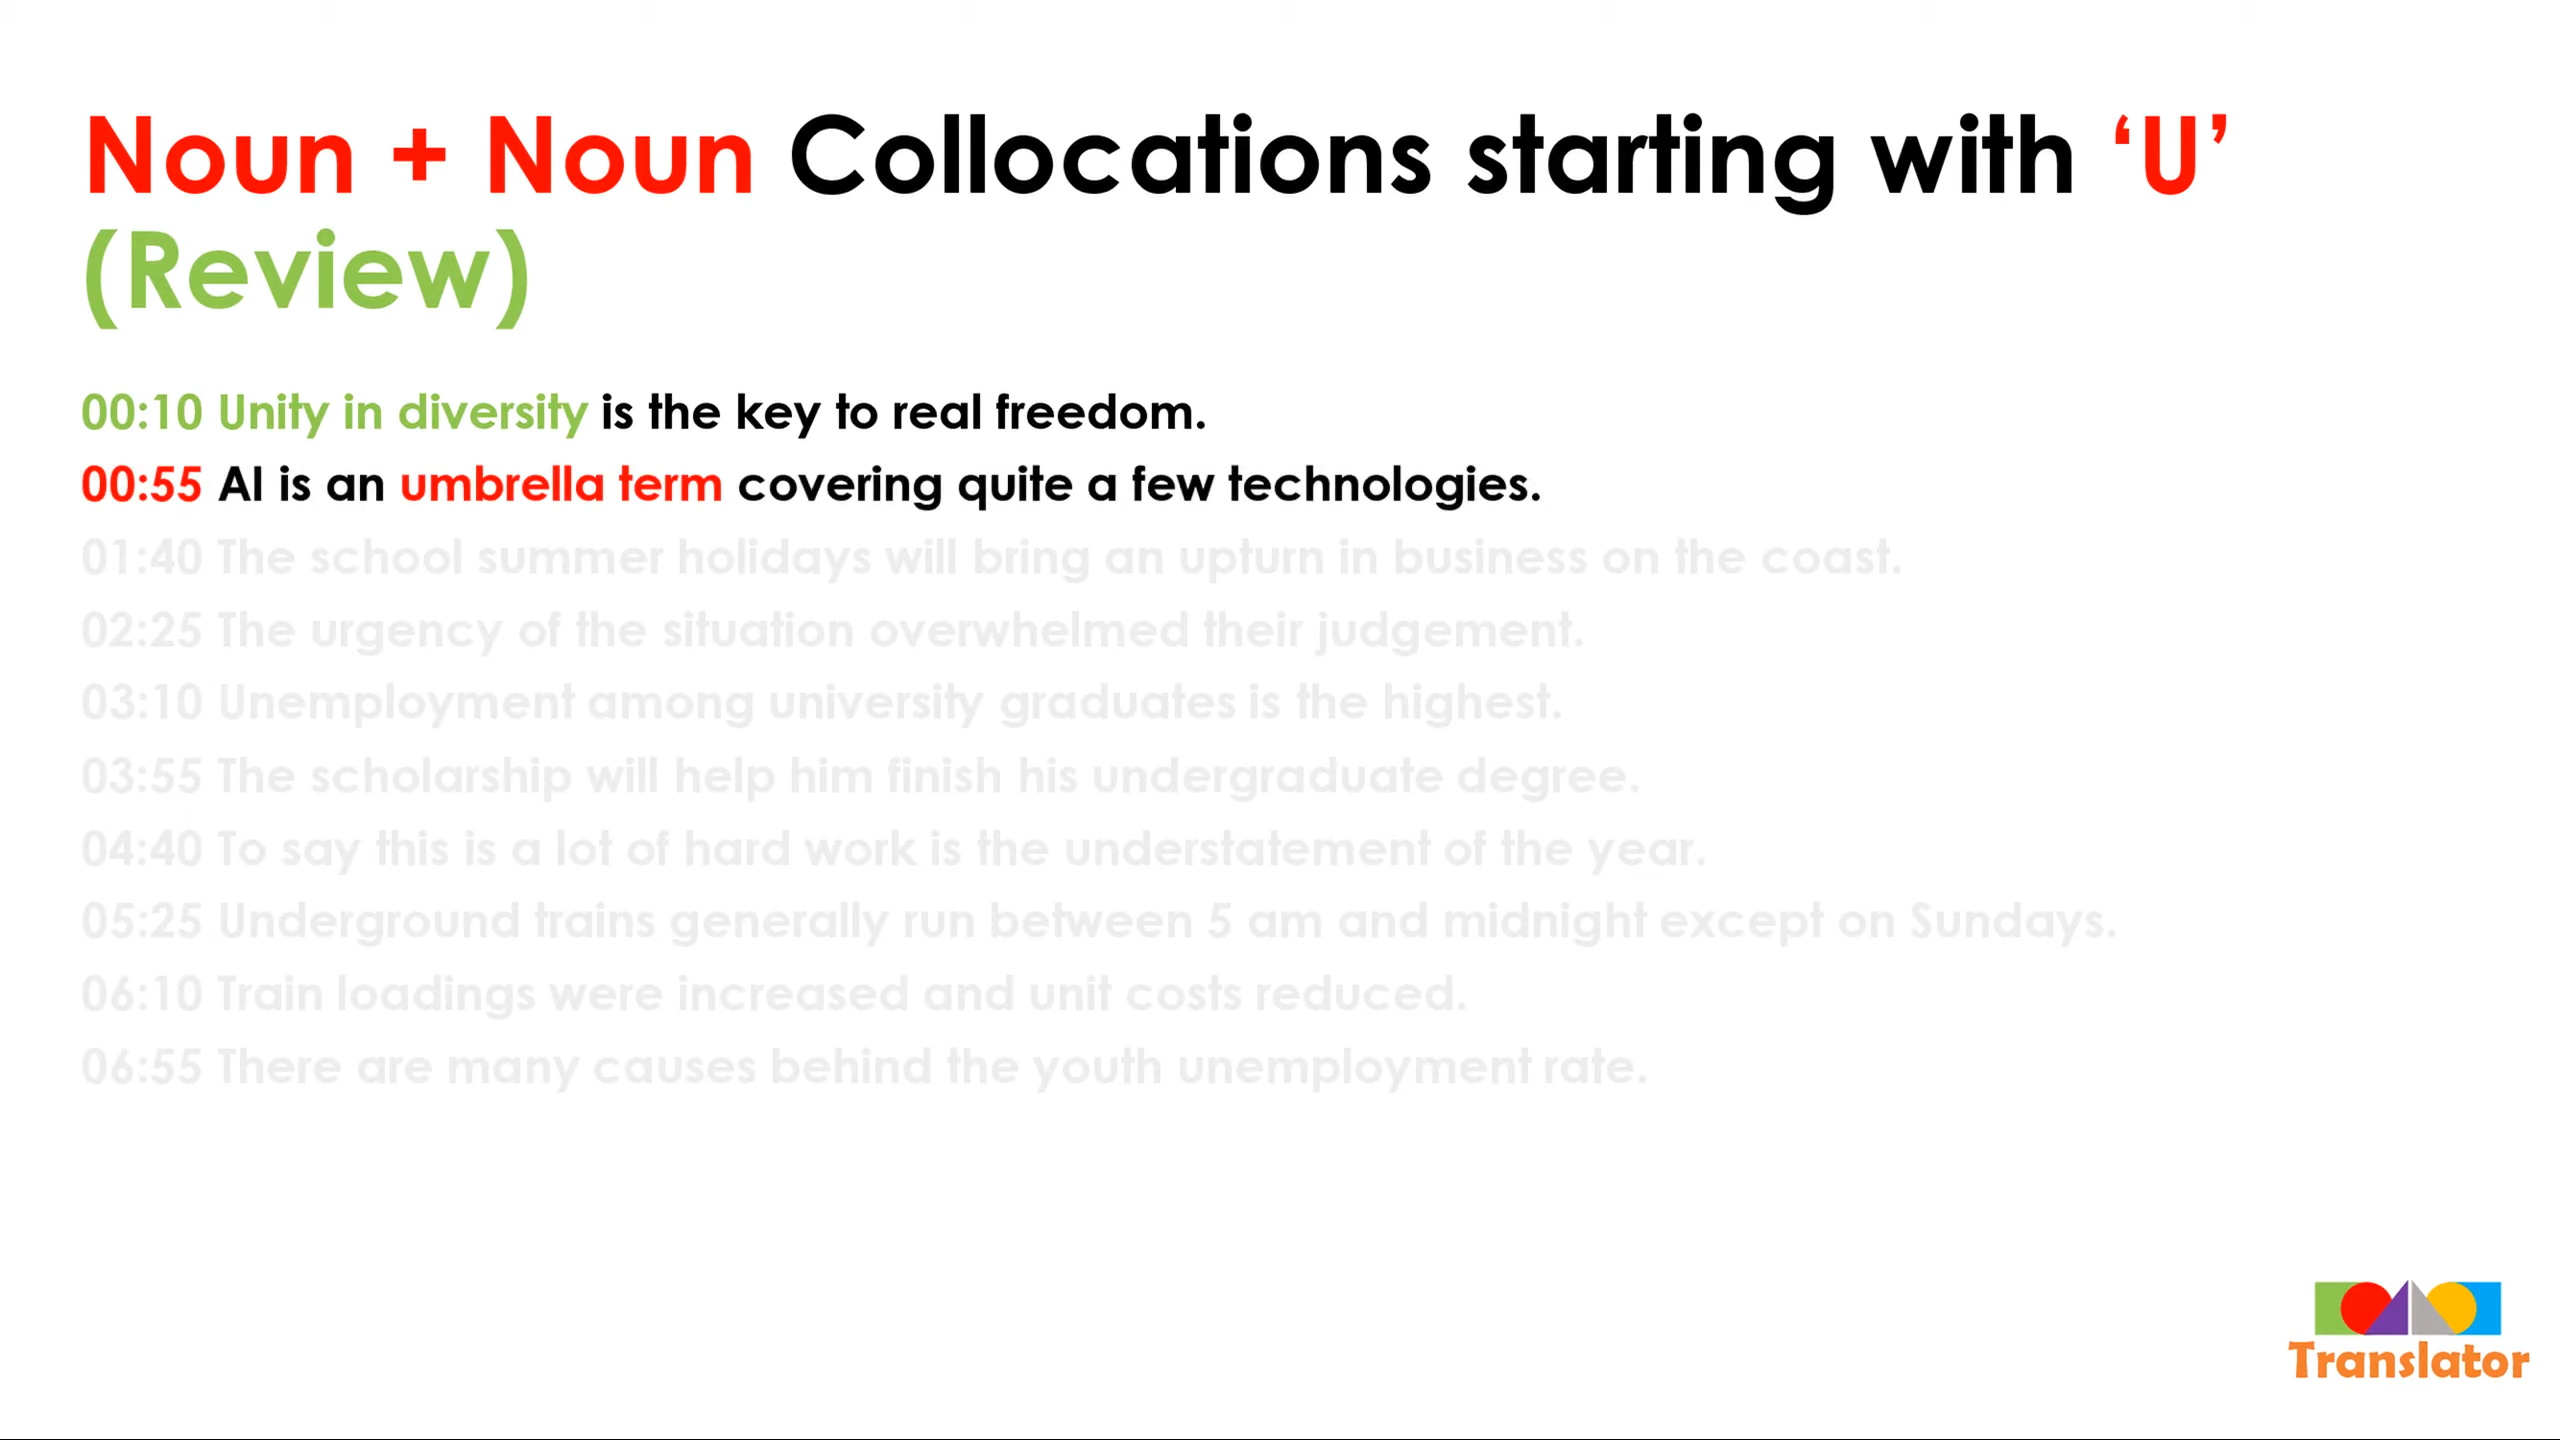 Noun + Noun Collocations starting with ‘U’
(Review)
00:10 Unity in diversity is the key to real freedom.
00:55 AI is an umbrella term covering quite a few technologies.
01:40 The school summer holidays will bring an upturn in business on the coast.
02:25 The urgency of the situation overwhelmed their judgement.
03:10 Unemployment among university graduates is the highest.
03:55 The scholarship will help him finish his undergraduate degree.
04:40 To say this is a lot of hard work is the understatement of the year.
05:25 Underground trains generally run between 5 am and midnight except on Sundays.
06:10 Train loadings were increased and unit costs reduced.
06:55 There are many causes behind the youth unemployment rate.
Translator